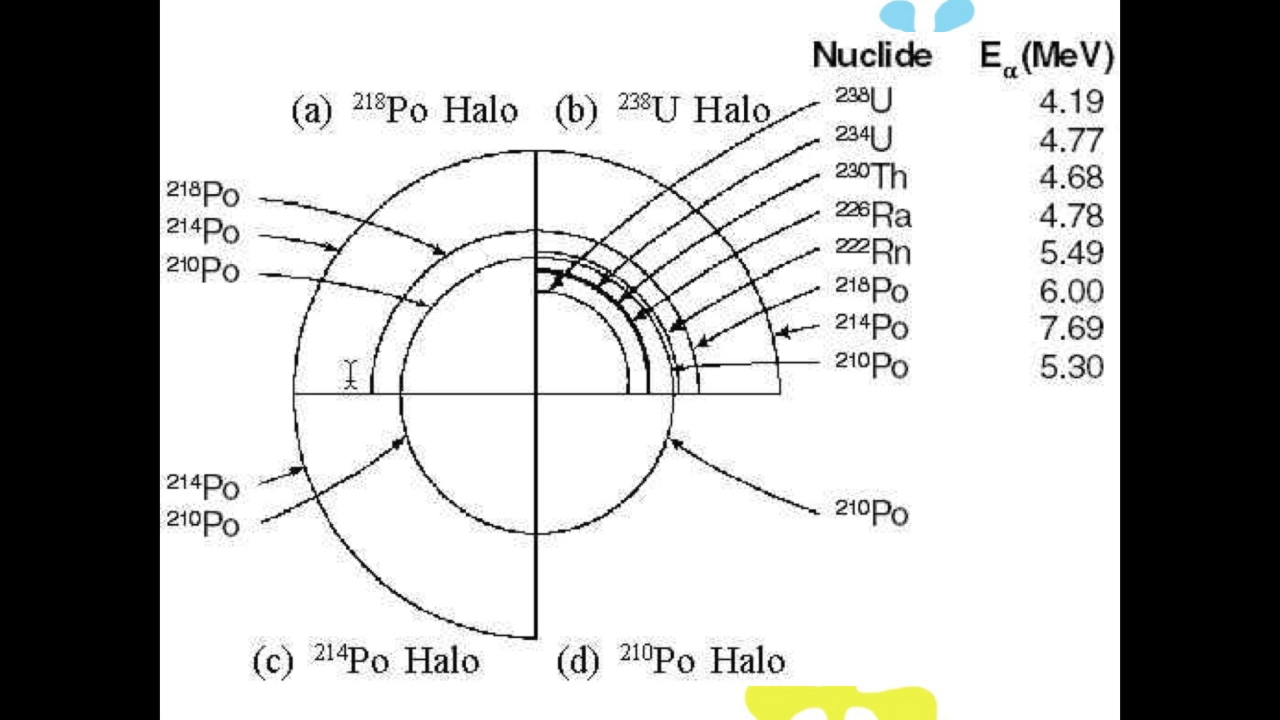 Nuclide Eα(MeV)
(a) ²¹⁸Po Halo (b) ²³⁸U Halo
²³⁸U 4.19
²³⁴U 4.77
²³⁰Th 4.68
²²⁶Ra 4.78
²²²Rn 5.49
²¹⁸Po 6.00
²¹⁴Po 7.69
²¹⁰Po 5.30
²¹⁸Po
²¹⁴Po
²¹⁰Po
²¹⁴Po
²¹⁰Po
²¹⁰Po
(c) ²¹⁴Po Halo (d) ²¹⁰Po Halo